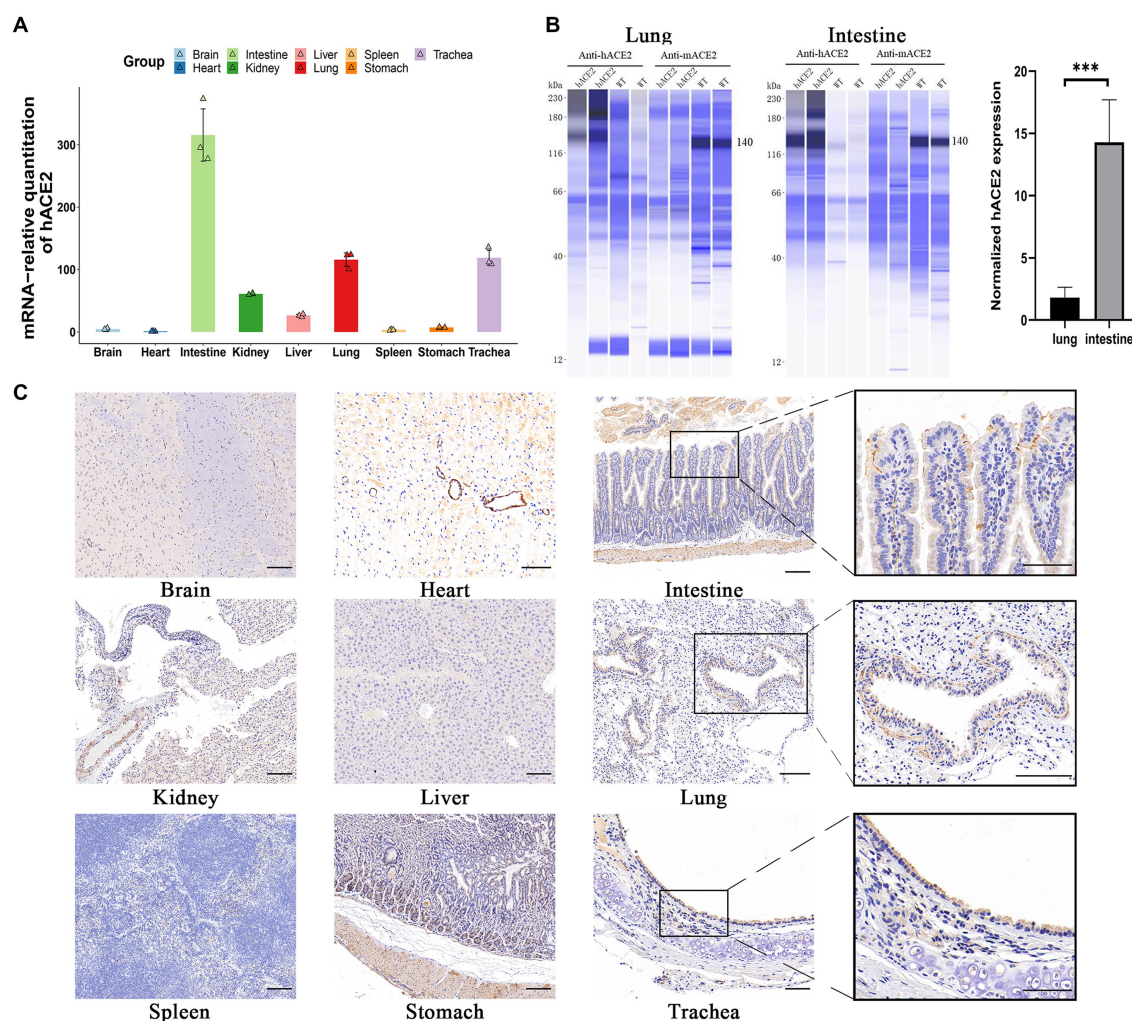 A
Group
Brain Intestine Liver Spleen Trachea
Heart Kidney Lung Stomach
mRNA−relative quantitation
of hACE2
300
200
100
0
Brain Heart Intestine Kidney Liver Lung Spleen Stomach Trachea
B
Lung
Anti-hACE2 Anti-mACE2
hACE2 hACE2 WT WT hACE2 hACE2 WT WT
kDa
230
180
116
66
40
12
140
Intestine
Anti-hACE2 Anti-mACE2
hACE2 hACE2 WT WT hACE2 hACE2 WT WT
kDa
230
180
116
66
40
12
140
Normalized hACE2 expression
20
15
10
5
0
***
lung intestine
C
Brain Heart Intestine
Kidney Liver Lung
Spleen Stomach Trachea